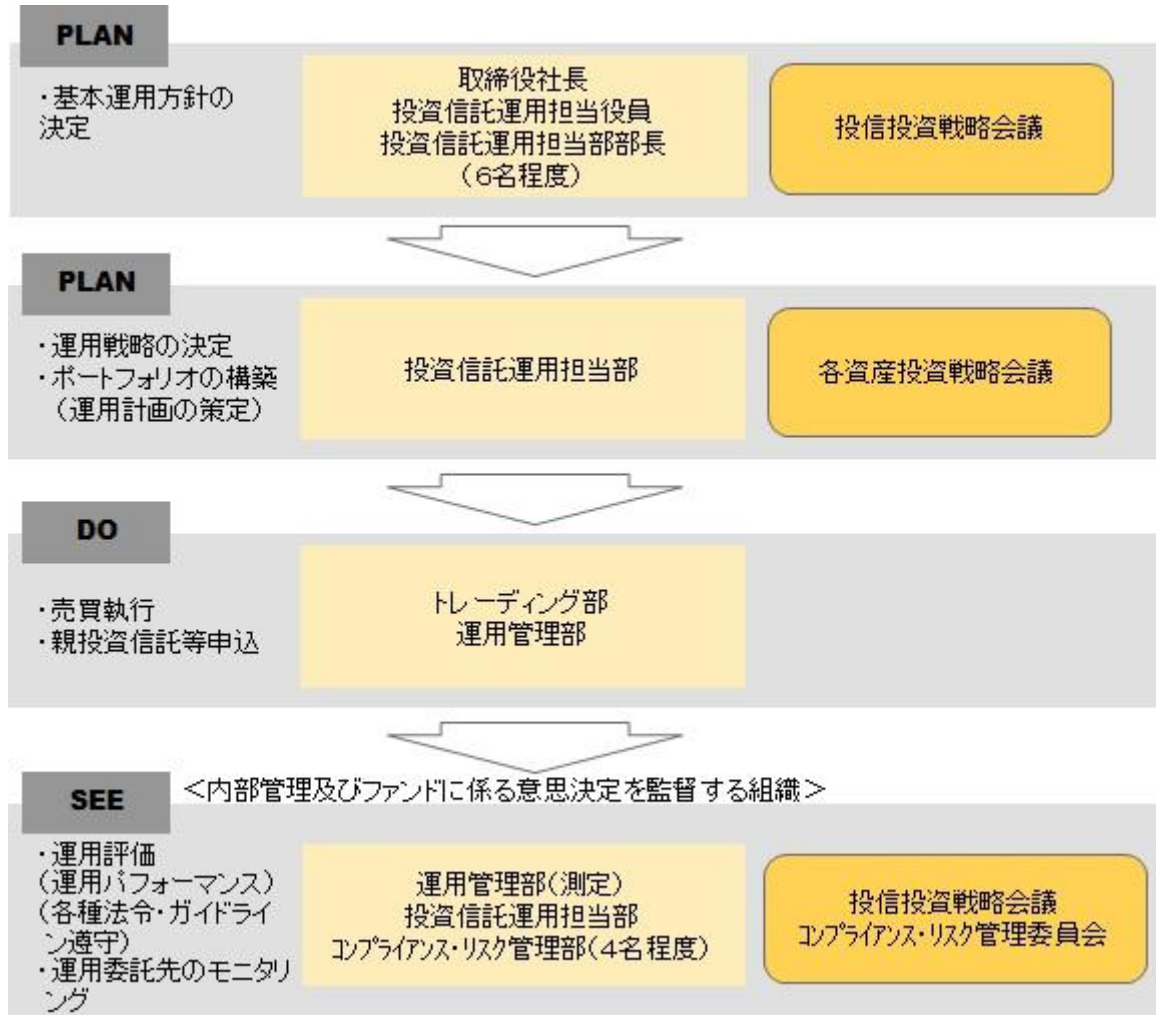 PLAN
・基本運用方針の
決定
取締役社長
投資信託運用担当役員
投資信託運用担当部部長
(6名程度)
投信投資戦略会議
PLAN
・運用戦略の決定
・ポートフォリオの構築
(運用計画の策定)
投資信託運用担当部
各資産投資戦略会議
DO
・売買執行
・親投資信託等申込
トレーディング部
運用管理部
SEE
<内部管理及びファンドに係る意思決定を監督する組織>
・運用評価
(運用パフォーマンス)
(各種法令・ガイドライ
ン遵守)
・運用委託先のモニタリ
ング
運用管理部(測定)
投資信託運用担当部
コンプライアンス・リスク管理部(4名程度)
投信投資戦略会議
コンプライアンス・リスク管理委員会